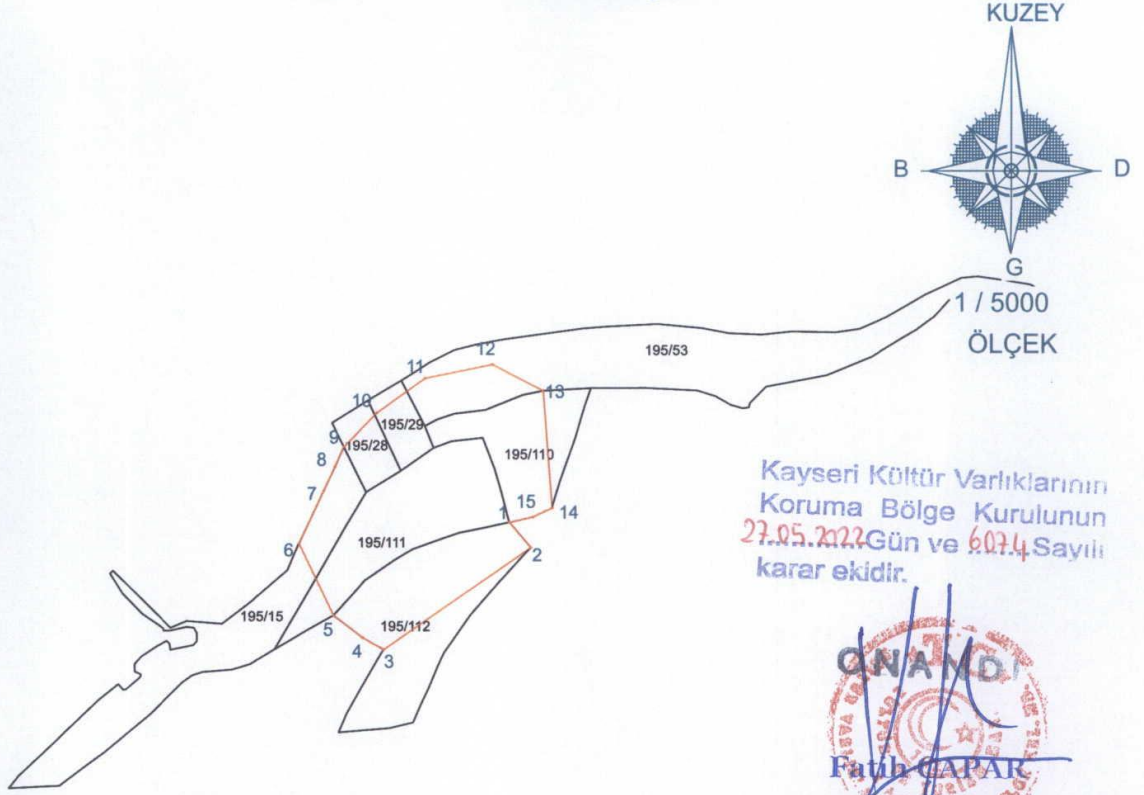 KUZEY
B
D
G
1 / 5000
ÖLÇEK
12
195/53
11
13
10
195/29
9
195/28
8
195/110
7
15
14
1
195/111
6
2
195/15
195/112
5
4
3
Kayseri Kültür Varlıklarının
Koruma Bölge Kurulunun
27.05.2022 Gün ve 6074 Sayılı
karar ekidir.
ONANDI
T.C.
Fatih ÇAPAR